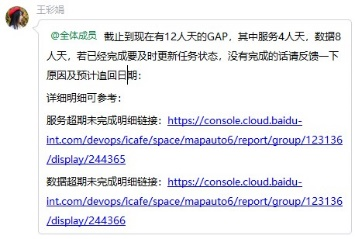 王彩娟
@全体成员 截止到现在有12人天的GAP，其中服务4人天，数据8
人天，若已经完成要及时更新任务状态，没有完成的话请反馈一下
原因及预计追回日期：
详细明细可参考：
服务超期未完成明细链接：https://console.cloud.baidu-
int.com/devops/icafe/space/mapauto6/report/group/123136
/display/244365
数据超期未完成明细链接：https://console.cloud.baidu-
int.com/devops/icafe/space/mapauto6/report/group/123136
/display/244366